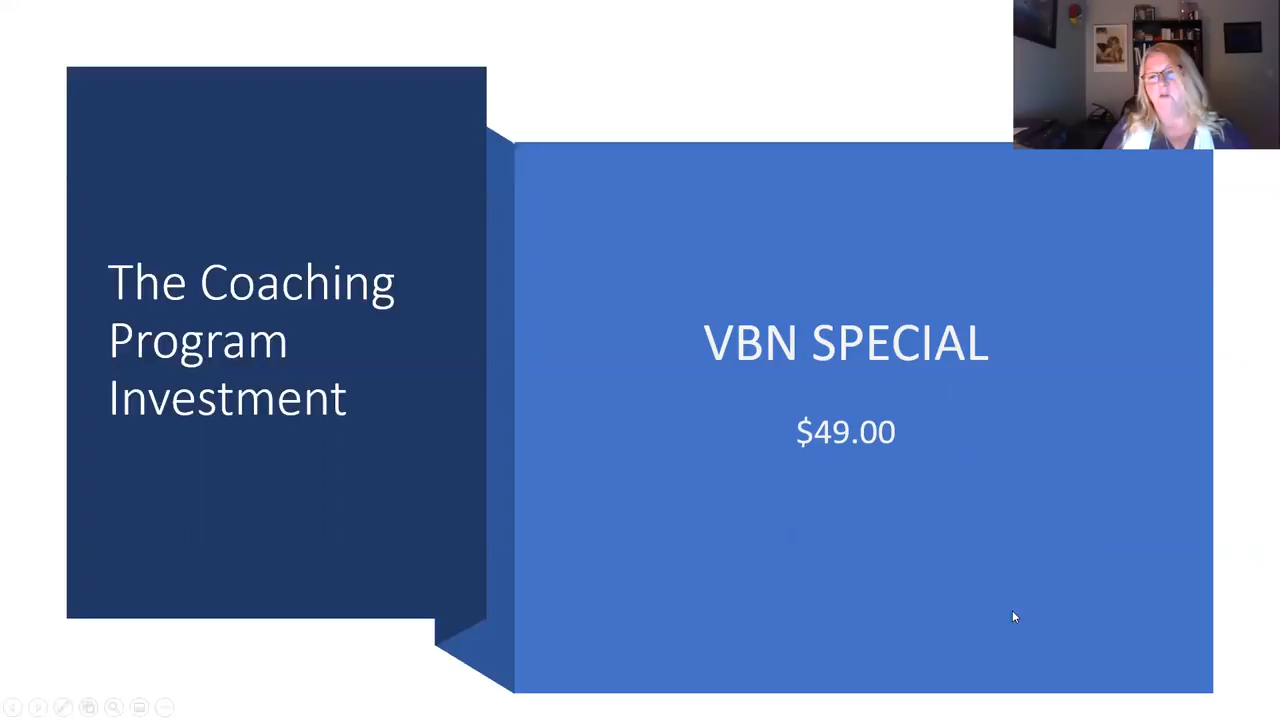 The Coaching
Program
Investment
VBN SPECIAL
$49.00